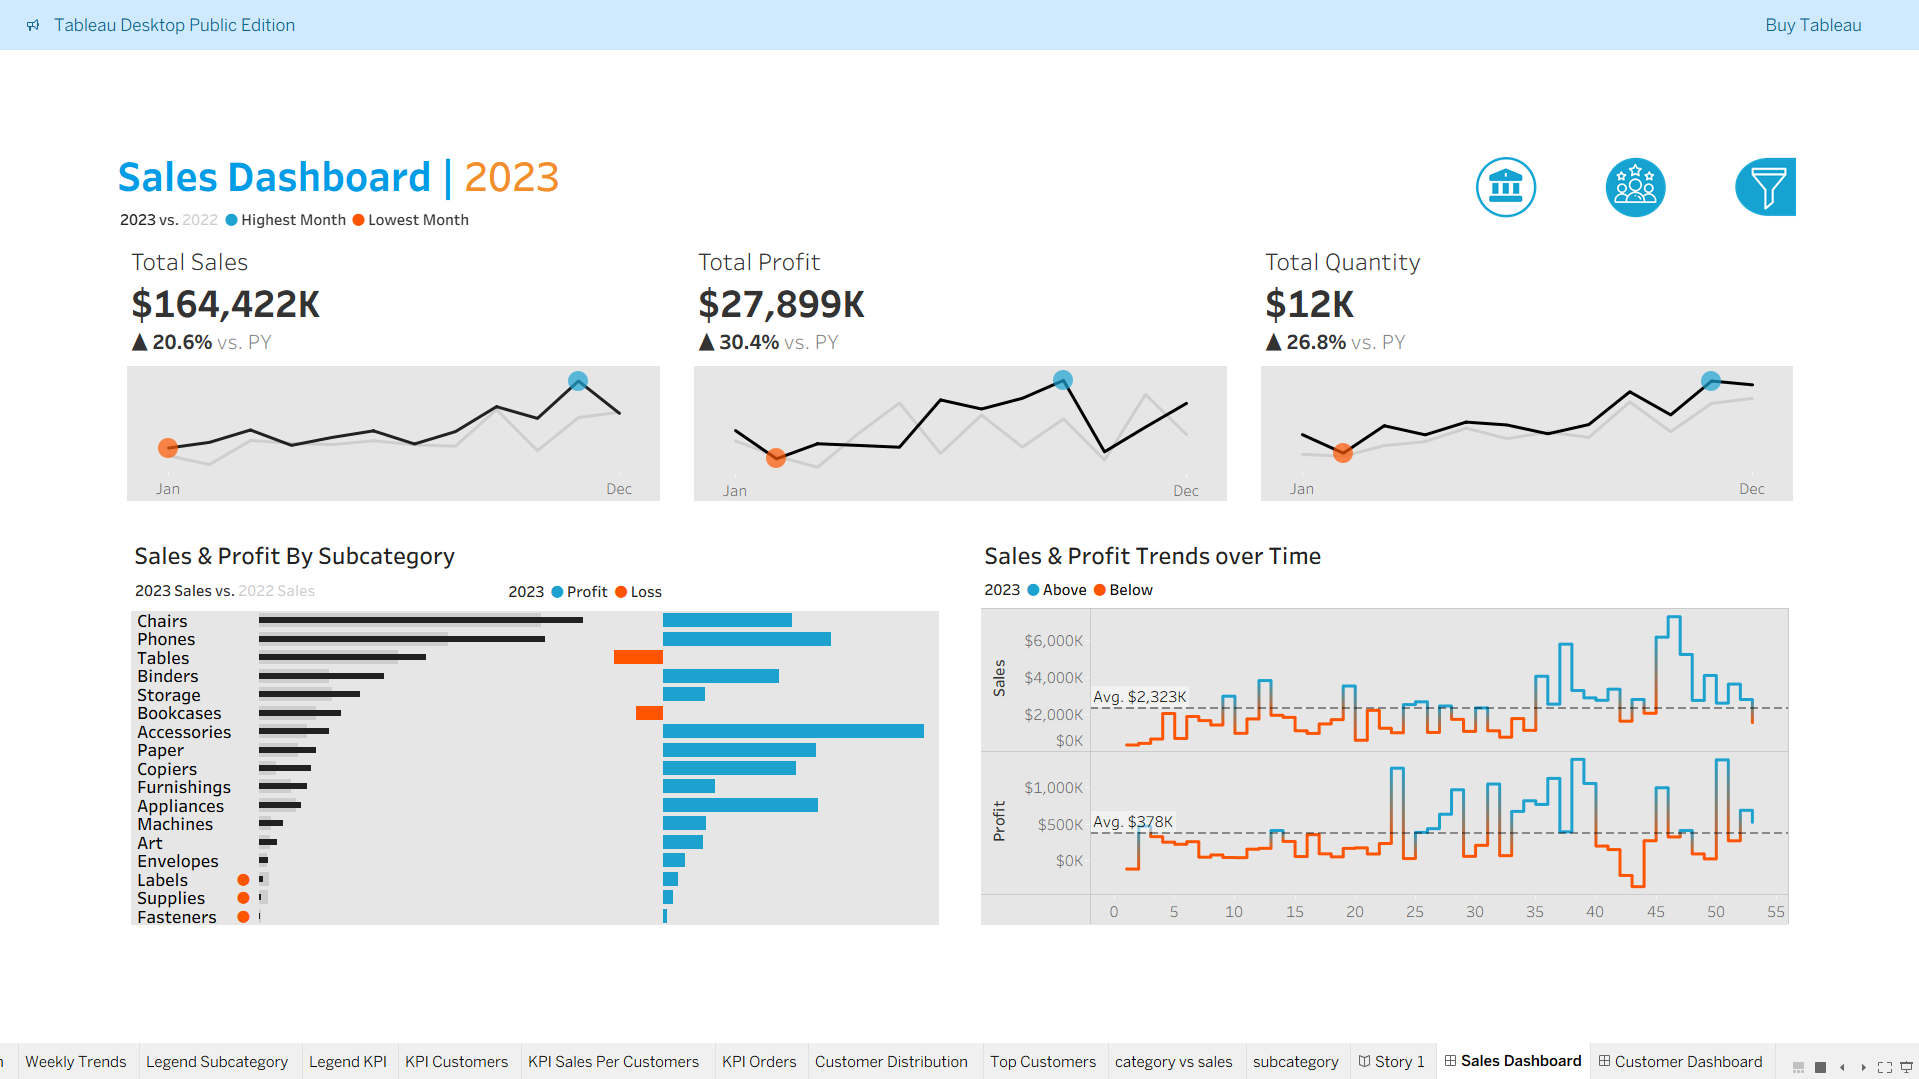 Tableau Desktop Public Edition
Buy Tableau
Sales Dashboard | 2023
2023 vs. 2022 Highest Month Lowest Month
Total Sales
$164,422K
▲ 20.6% vs. PY
Jan Dec
Total Profit
$27,899K
▲ 30.4% vs. PY
Jan Dec
Total Quantity
$12K
▲ 26.8% vs. PY
Jan Dec
Sales & Profit By Subcategory
2023 Sales vs. 2022 Sales
2023 Profit Loss
Chairs
Phones
Tables
Binders
Storage
Bookcases
Accessories
Paper
Copiers
Furnishings
Appliances
Machines
Art
Envelopes
Labels
Supplies
Fasteners
Sales & Profit Trends over Time
2023 Above Below
Sales
$6,000K
$4,000K
$2,000K
$0K
Avg. $2,323K
Profit
$1,000K
$500K
$0K
Avg. $378K
0 5 10 15 20 25 30 35 40 45 50 55
Weekly Trends Legend Subcategory Legend KPI KPI Customers KPI Sales Per Customers KPI Orders Customer Distribution Top Customers category vs sales subcategory Story 1 Sales Dashboard Customer Dashboard